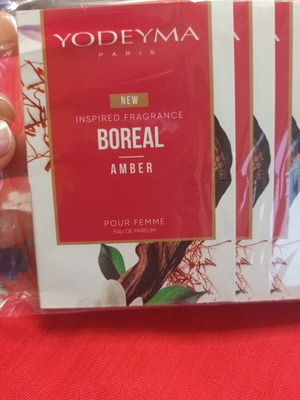 YODEYMA
PARIS
NEW
INSPIRED FRAGRANCE
BOREAL
AMBER
POUR FEMME
EAU DE PARFUM